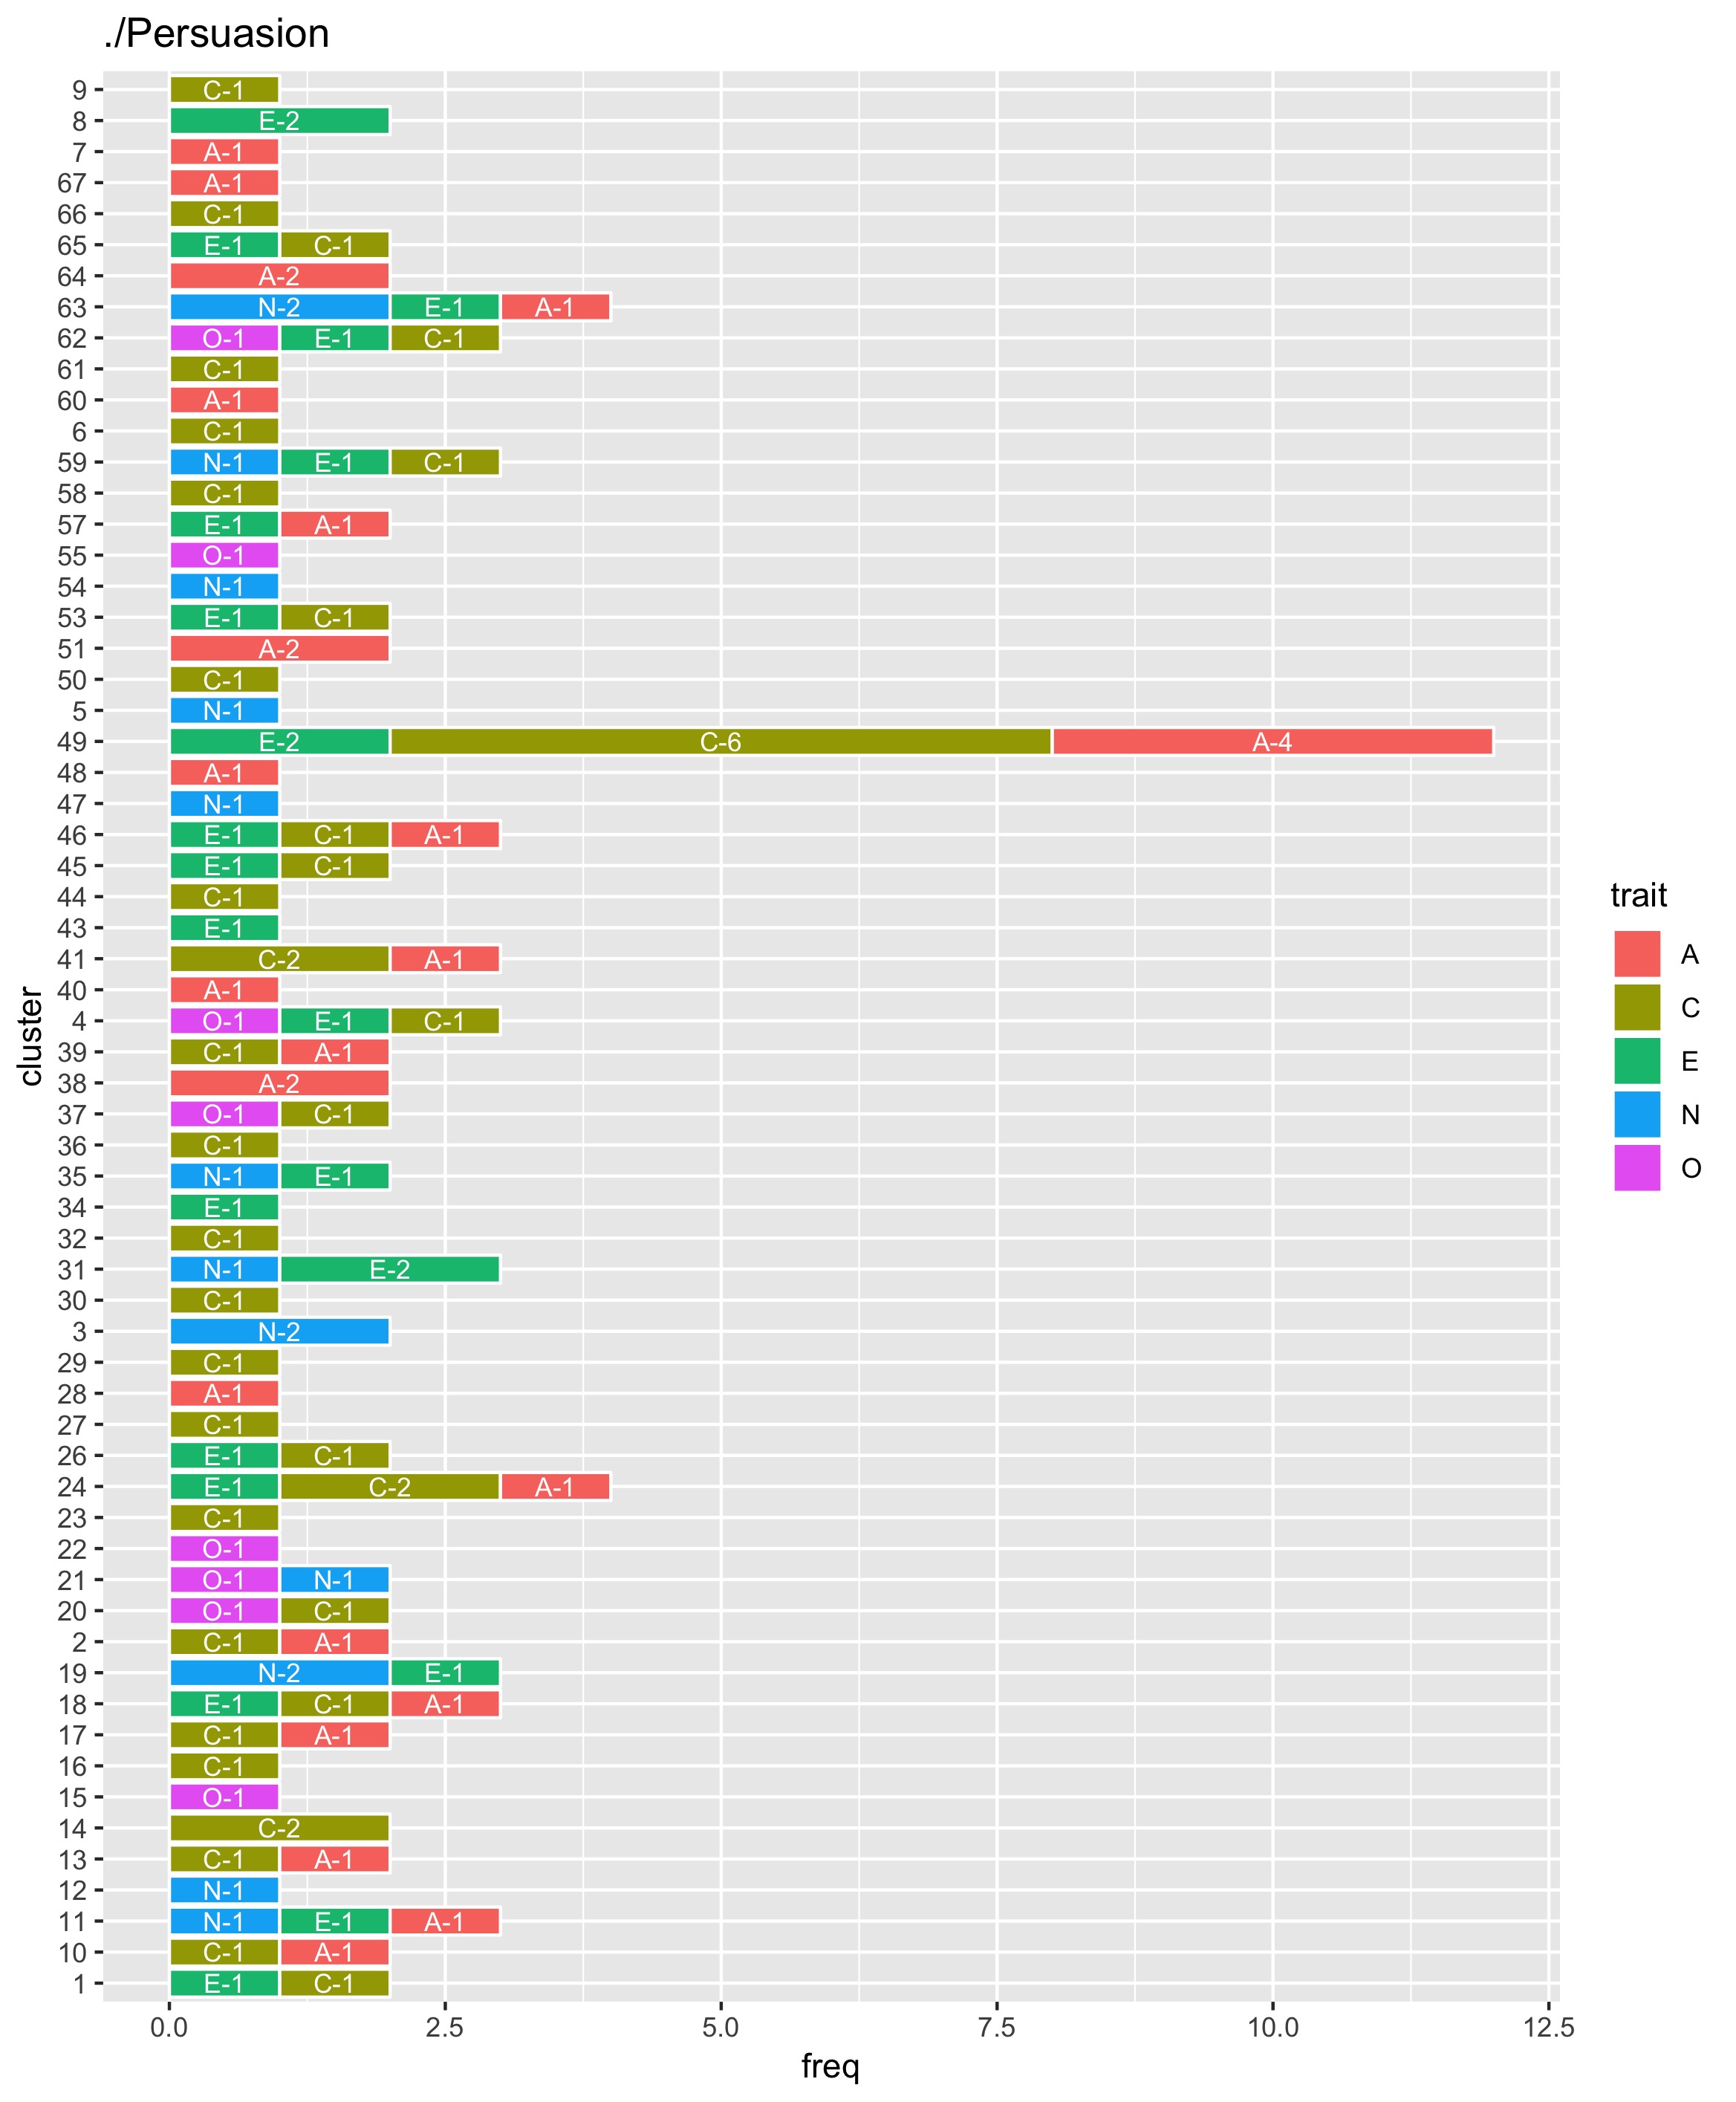 ./Persuasion
9 C-1
8 E-2
7 A-1
67 A-1
66 C-1
65 E-1 C-1
64 A-2
63 N-2 E-1 A-1
62 O-1 E-1 C-1
61 C-1
60 A-1
6 C-1
59 N-1 E-1 C-1
58 C-1
57 E-1 A-1
55 O-1
54 N-1
53 E-1 C-1
51 A-2
50 C-1
5 N-1
49 E-2 C-6 A-4
48 A-1
47 N-1
46 E-1 C-1 A-1
45 E-1 C-1
44 C-1
43 E-1
41 C-2 A-1
40 A-1
4 O-1 E-1 C-1
39 C-1 A-1
38 A-2
37 O-1 C-1
36 C-1
35 N-1 E-1
34 E-1
32 C-1
31 N-1 E-2
30 C-1
3 N-2
29 C-1
28 A-1
27 C-1
26 E-1 C-1
24 E-1 C-2 A-1
23 C-1
22 O-1
21 O-1 N-1
20 O-1 C-1
2 C-1 A-1
19 N-2 E-1
18 E-1 C-1 A-1
17 C-1 A-1
16 C-1
15 O-1
14 C-2
13 C-1 A-1
12 N-1
11 N-1 E-1 A-1
10 C-1 A-1
1 E-1 C-1
0.0 2.5 5.0 7.5 10.0 12.5
freq
cluster
trait
A
C
E
N
O